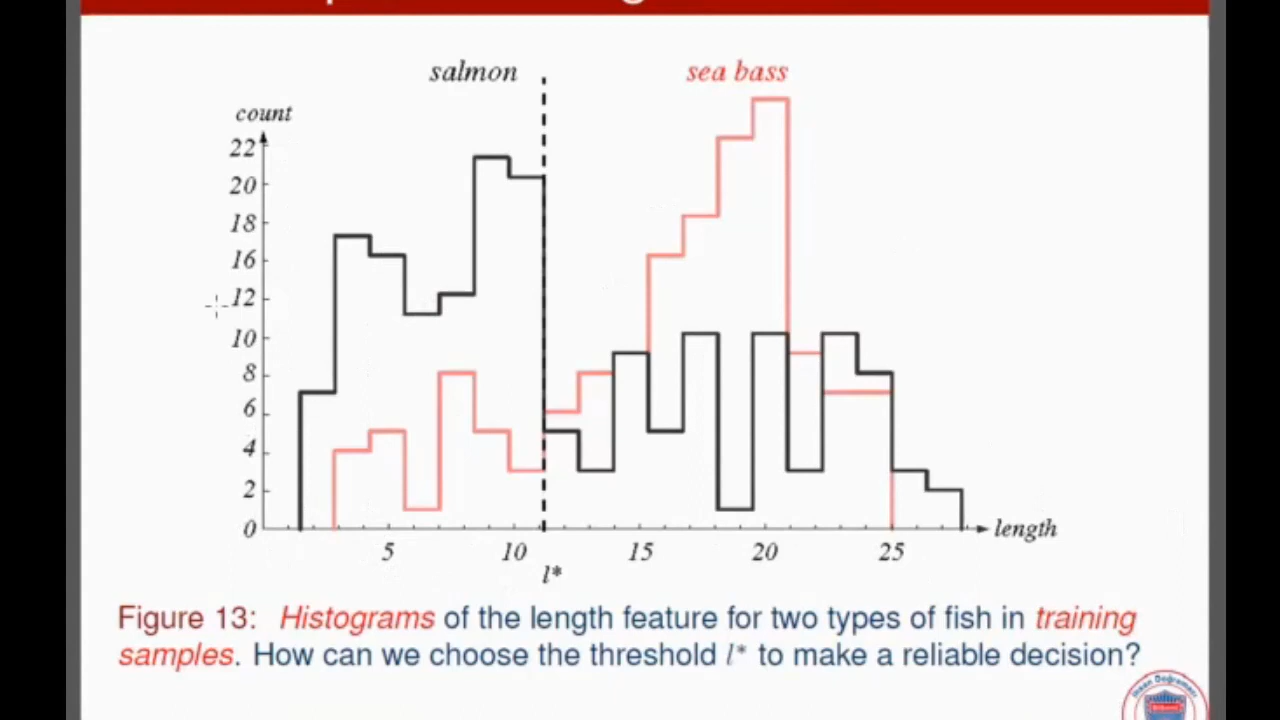 salmon
sea bass
count
22
20
18
16
12
10
8
6
4
2
0
5
10
15
20
25
length
l*
Figure 13: Histograms of the length feature for two types of fish in training
samples. How can we choose the threshold l* to make a reliable decision?